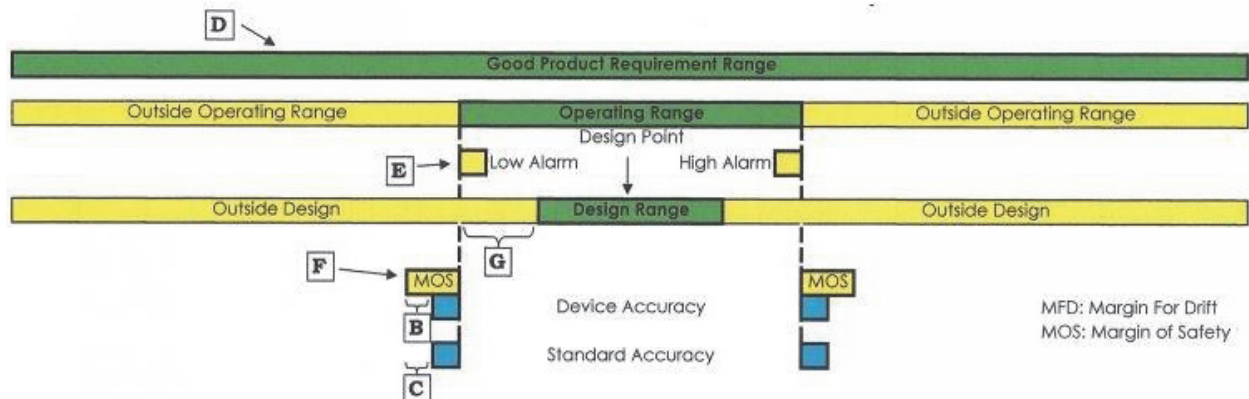 D
Good Product Requirement Range
Outside Operating Range Operating Range Outside Operating Range
Design Point
E Low Alarm High Alarm
Outside Design Design Range Outside Design
G
F MOS MOS
Device Accuracy MFD: Margin For Drift
B MOS: Margin of Safety
Standard Accuracy
C